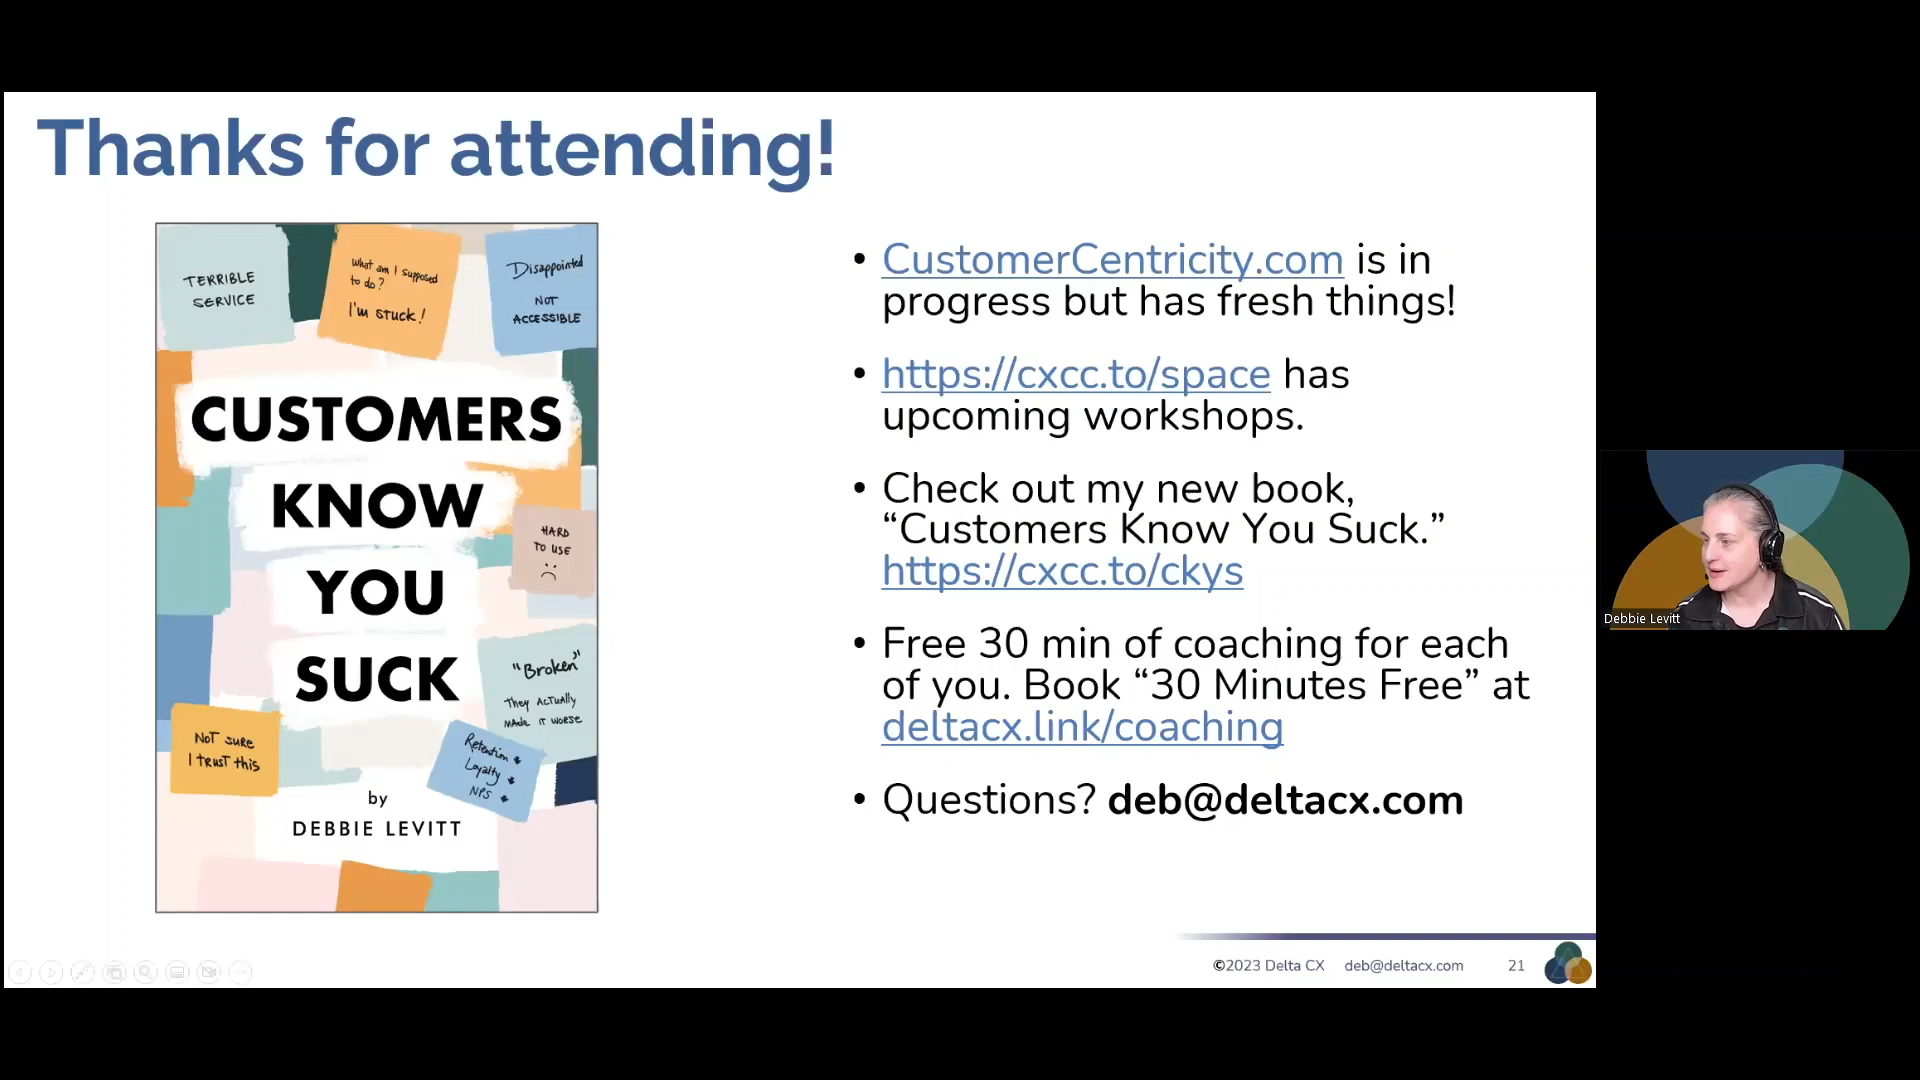 Thanks for attending!
TERRIBLE
SERVICE
What am I supposed
to do?
I'm stuck!
Disappointed
NOT
ACCESSIBLE
CUSTOMERS
KNOW
YOU
SUCK
HARD
TO USE
"Broken"
They ACTUALLY
MADE IT WORSE
NOT SURE
I TRUST this
Retention
Loyalty
NPS
by
DEBBIE LEVITT
• CustomerCentricity.com is in
progress but has fresh things!
• https://cxcc.to/space has
upcoming workshops.
• Check out my new book,
“Customers Know You Suck.”
https://cxcc.to/ckys
• Free 30 min of coaching for each
of you. Book “30 Minutes Free” at
deltacx.link/coaching
• Questions? deb@deltacx.com
©2023 Delta CX deb@deltacx.com 21
Debbie Levitt